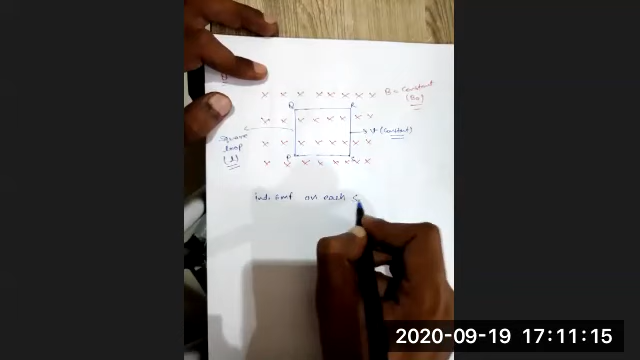 x x x x x x x x B = Constant
(B₀)
Q R
x x x x x x x
→ v (Constant)
Square
loop
(l)
x x x x x x x x
P S
x x x x x x x x
ind. emf on each S
2020-09-19 17:11:15